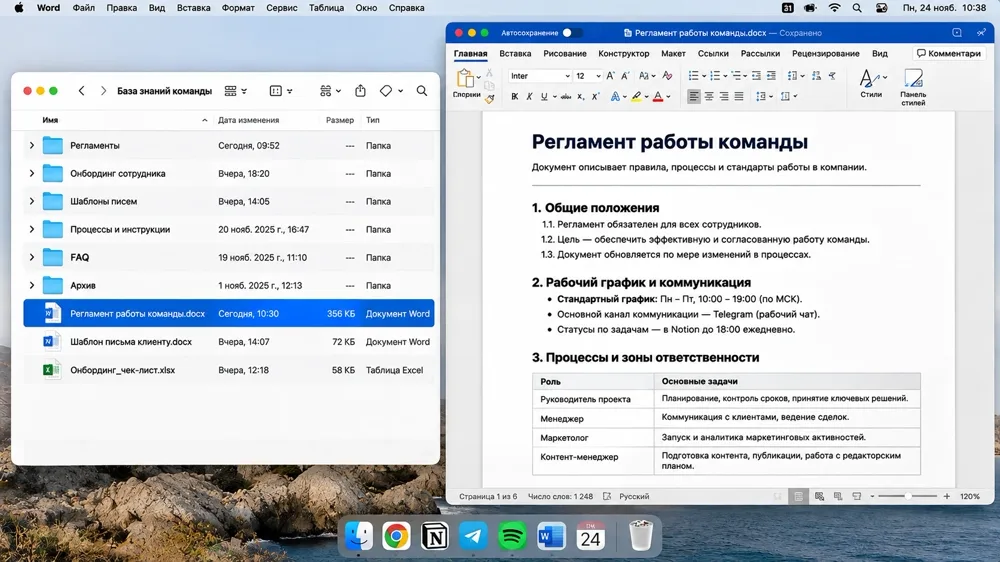 Word Файл Правка Вид Вставка Формат Сервис Таблица Окно Справка
31 Пн, 24 нояб. 10:38
База знаний команды
Имя Дата изменения Размер Тип
Регламенты Сегодня, 09:52 --- Папка
Онбординг сотрудника Вчера, 18:20 --- Папка
Шаблоны писем Вчера, 14:05 --- Папка
Процессы и инструкции 20 нояб. 2025 г., 16:47 --- Папка
FAQ 19 нояб. 2025 г., 11:10 --- Папка
Архив 1 нояб. 2025 г., 12:13 --- Папка
Регламент работы команды.docx Сегодня, 10:30 356 КБ Документ Word
Шаблон письма клиенту.docx Вчера, 14:07 72 КБ Документ Word
Онбординг_чек-лист.xlsx Вчера, 12:18 58 КБ Таблица Excel
Автосохранение Регламент работы команды.docx — Сохранено
Главная Вставка Рисование Конструктор Макет Ссылки Рассылки Рецензирование Вид Комментари
Inter 12
Спорниķи Стили Панель стилей
Регламент работы команды
Документ описывает правила, процессы и стандарты работы в компании.
1. Общие положения
1.1. Регламент обязателен для всех сотрудников.
1.2. Цель — обеспечить эффективную и согласованную работу команды.
1.3. Документ обновляется по мере изменений в процессах.
2. Рабочий график и коммуникация
• Стандартный график: Пн – Пт, 10:00 – 19:00 (по МСК).
• Основной канал коммуникации — Telegram (рабочий чат).
• Статусы по задачам — в Notion до 18:00 ежедневно.
3. Процессы и зоны ответственности
Роль Основные задачи
Руководитель проекта Планирование, контроль сроков, принятие ключевых решений.
Менеджер Коммуникация с клиентами, ведение сделок.
Маркетолог Запуск и аналитика маркетинговых активностей.
Контент-менеджер Подготовка контента, публикации, работа с редакторским
планом.
Страница 1 из 6 Число слов: 1 248 Русский 120%
24